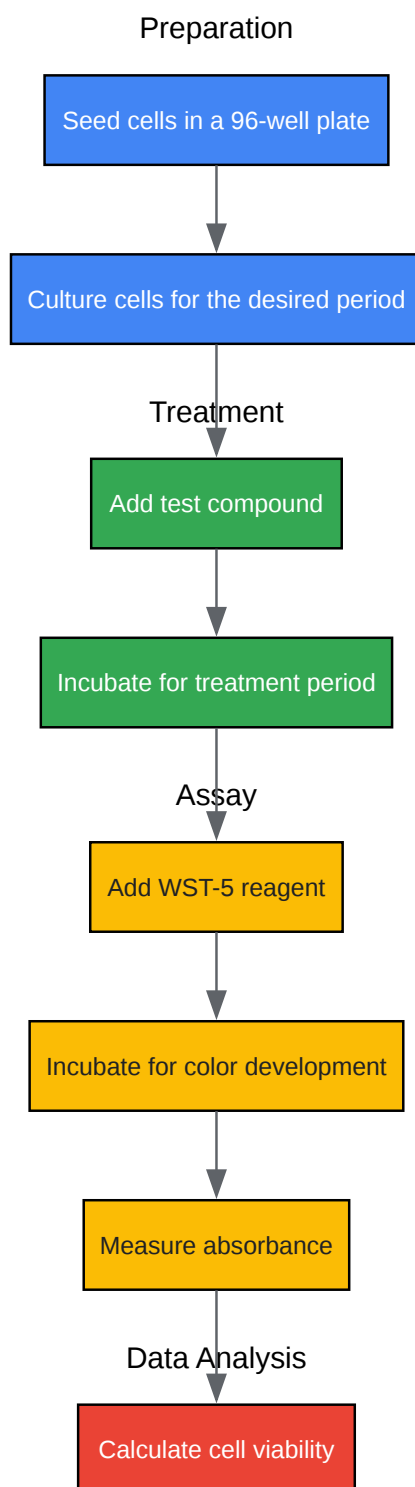 Preparation
Seed cells in a 96-well plate
Culture cells for the desired period
Treatment
Add test compound
Incubate for treatment period
Assay
Add WST-5 reagent
Incubate for color development
Measure absorbance
Data Analysis
Calculate cell viability